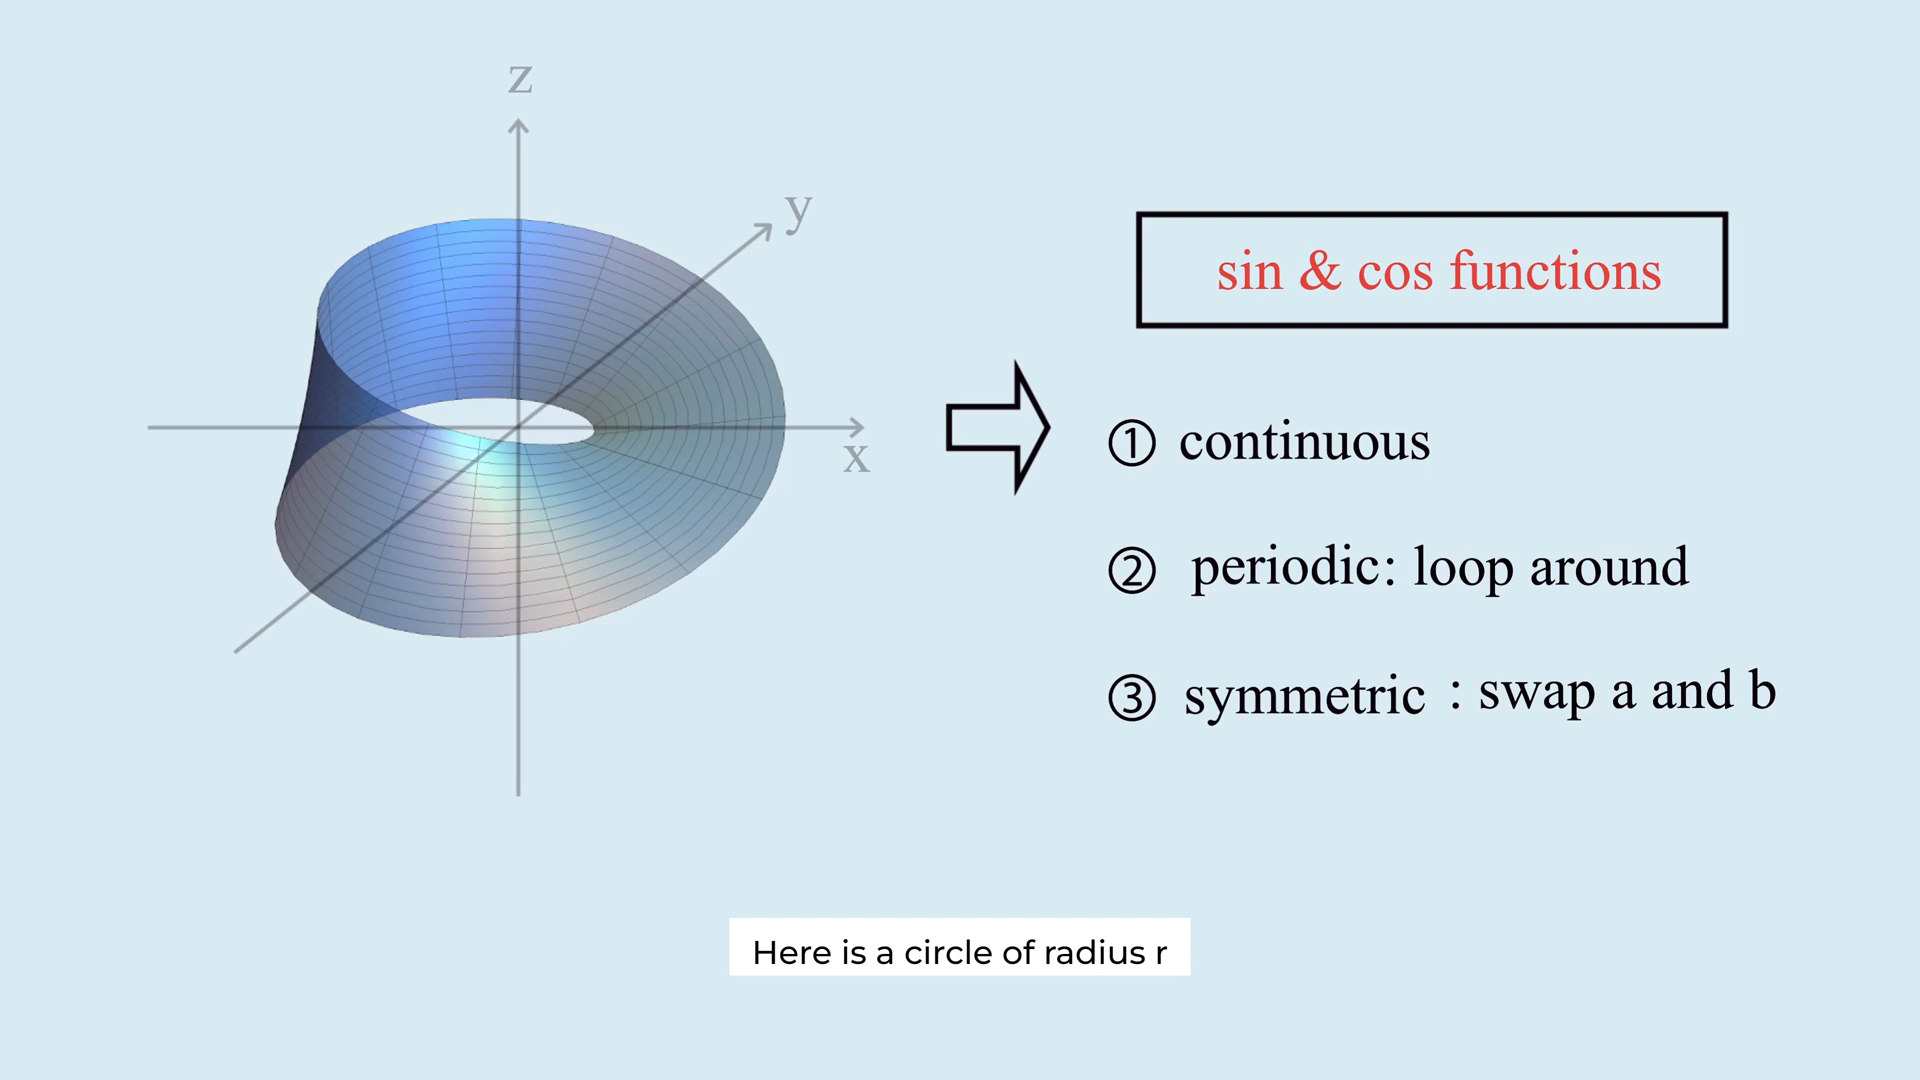 z
y
x
sin & cos functions
① continuous
② periodic: loop around
③ symmetric : swap a and b
Here is a circle of radius r